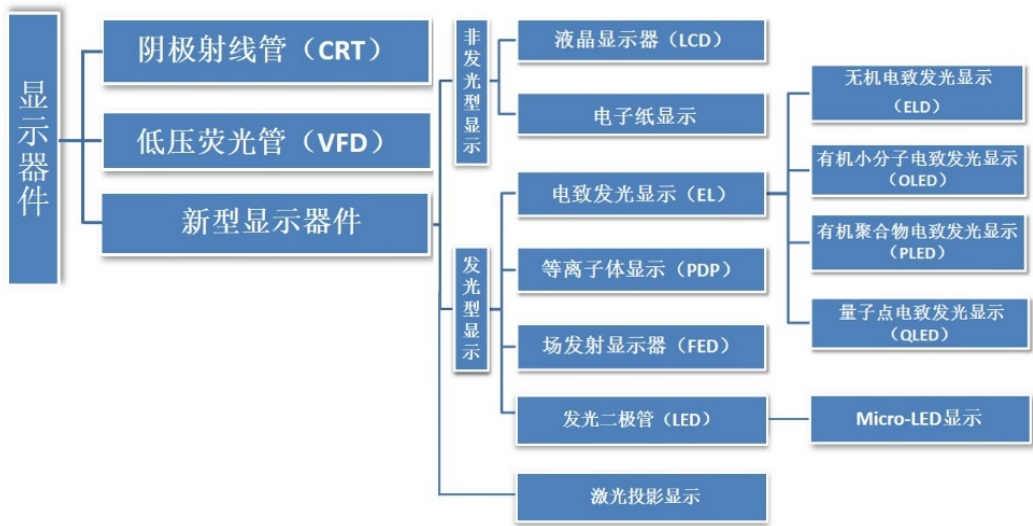 显示器件
阴极射线管（CRT）
低压荧光管（VFD）
新型显示器件
非发光型显示
发光型显示
液晶显示器（LCD）
电子纸显示
电致发光显示（EL）
等离子体显示（PDP）
场发射显示器（FED）
发光二极管（LED）
激光投影显示
无机电致发光显示
（ELD）
有机小分子电致发光显示
（OLED）
有机聚合物电致发光显示
（PLED）
量子点电致发光显示
（QLED）
Micro-LED显示